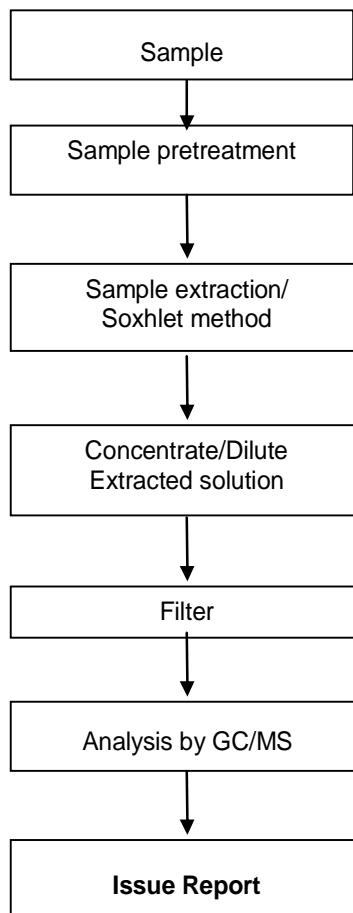 Sample
Sample pretreatment
Sample extraction/
Soxhlet method
Concentrate/Dilute
Extracted solution
Filter
Analysis by GC/MS
Issue Report